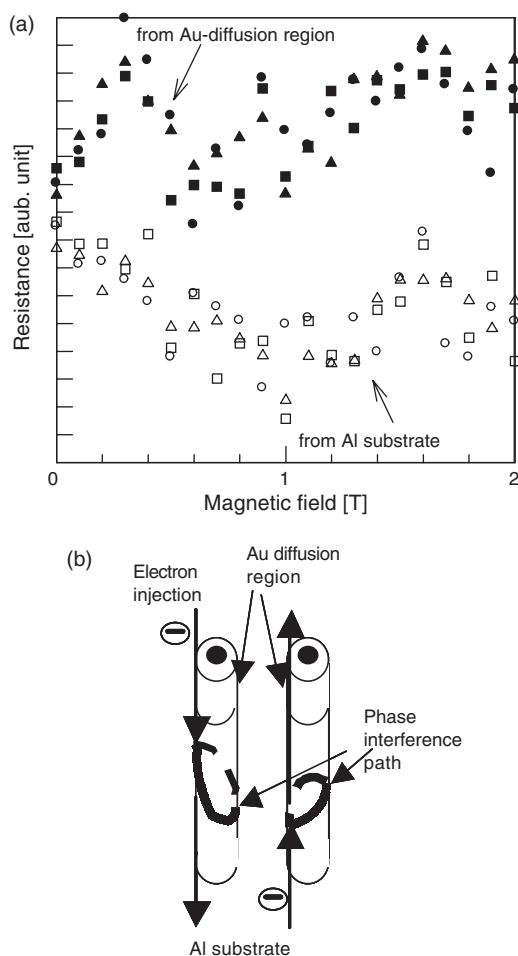 (a)
from Au-diffusion region
Resistance [aub. unit]
from Al substrate
0 1 2
Magnetic field [T]
(b)
Au diffusion
region
Electron
injection
Phase
interference
path
Al substrate